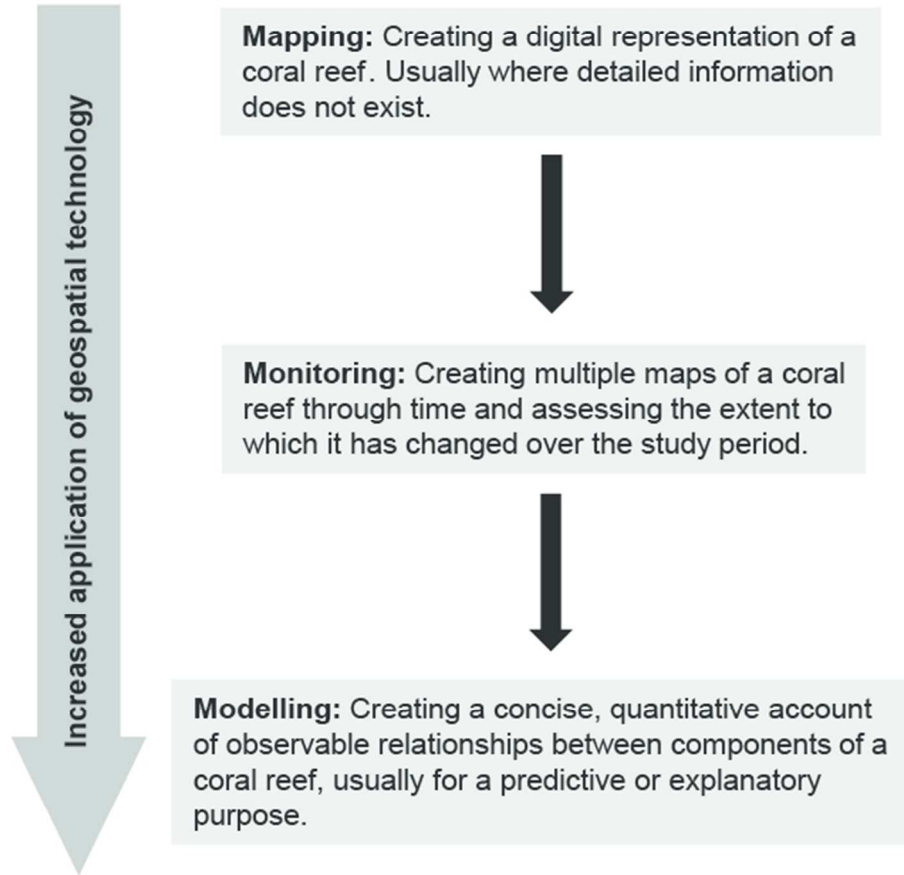 Increased application of geospatial technology
Mapping: Creating a digital representation of a
coral reef. Usually where detailed information
does not exist.
Monitoring: Creating multiple maps of a coral
reef through time and assessing the extent to
which it has changed over the study period.
Modelling: Creating a concise, quantitative account
of observable relationships between components of a
coral reef, usually for a predictive or explanatory
purpose.